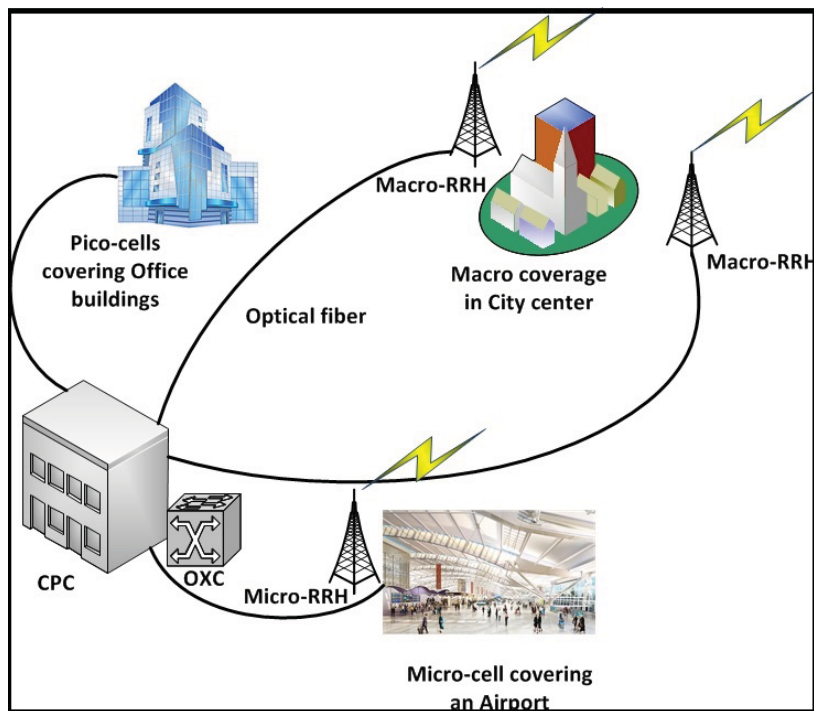 Macro-RRH
Pico-cells
covering Office
buildings
Macro coverage
in City center
Macro-RRH
Optical fiber
CPC
OXC
Micro-RRH
Micro-cell covering
an Airport